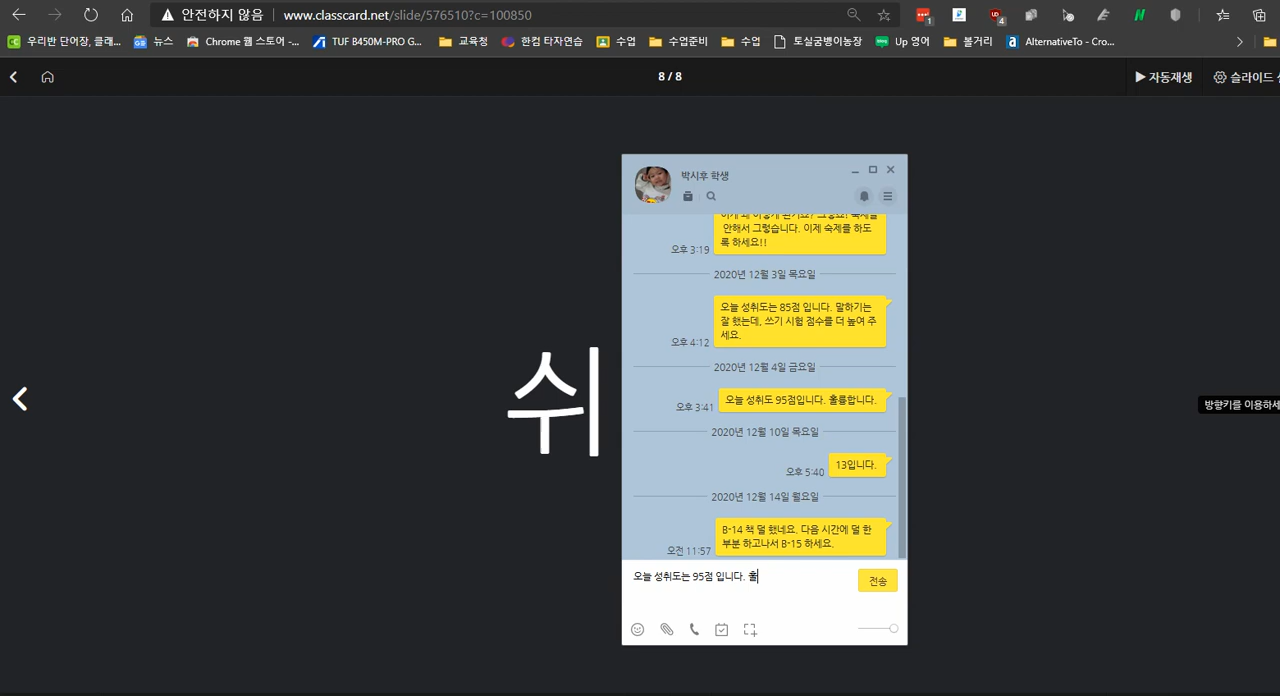 안전하지 않음
www.classcard.net/slide/576510?c=100850
1
4
우리반 단어장, 클래...
뉴스
Chrome 웹 스토어 -...
TUF B450M-PRO G...
교육청
한컴 타자연습
수업
수업준비
수업
토실굼벵이농장
Up 영어
볼거리
AlternativeTo - Cro...
8 / 8
▶ 자동재생
슬라이드
박시후 학생
안해서 그렇습니다. 이제 숙제를 하도
록 하세요!!
오후 3:19
2020년 12월 3일 목요일
오늘 성취도는 85점 입니다. 말하기는
잘 했는데, 쓰기 시험 점수를 더 높여 주
세요.
오후 4:12
2020년 12월 4일 금요일
오늘 성취도 95점입니다. 훌륭합니다.
오후 3:41
2020년 12월 10일 목요일
13입니다.
오후 5:40
2020년 12월 14일 월요일
B-14 책 덜 했네요. 다음 시간에 덜 한
부분 하고나서 B-15 하세요.
오전 11:57
오늘 성취도는 95점 입니다. 훌
전송
쉬
방향키를 이용하세